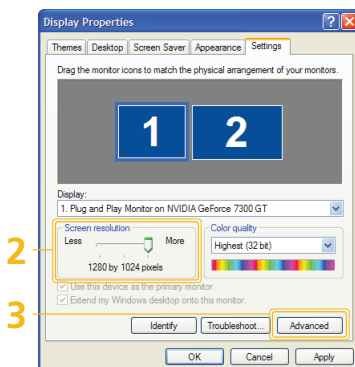 Display Properties
Themes Desktop Screen Saver Appearance Settings
Drag the monitor icons to match the physical arrangement of your monitors.
1 2
Display:
1. Plug and Play Monitor on NVIDIA GeForce 7300 GT
Screen resolution
Less More
1280 by 1024 pixels
Color quality
Highest (32 bit)
2
Use this device as the primary monitor.
Extend my Windows desktop onto this monitor.
3
Identify Troubleshoot... Advanced
OK Cancel Apply